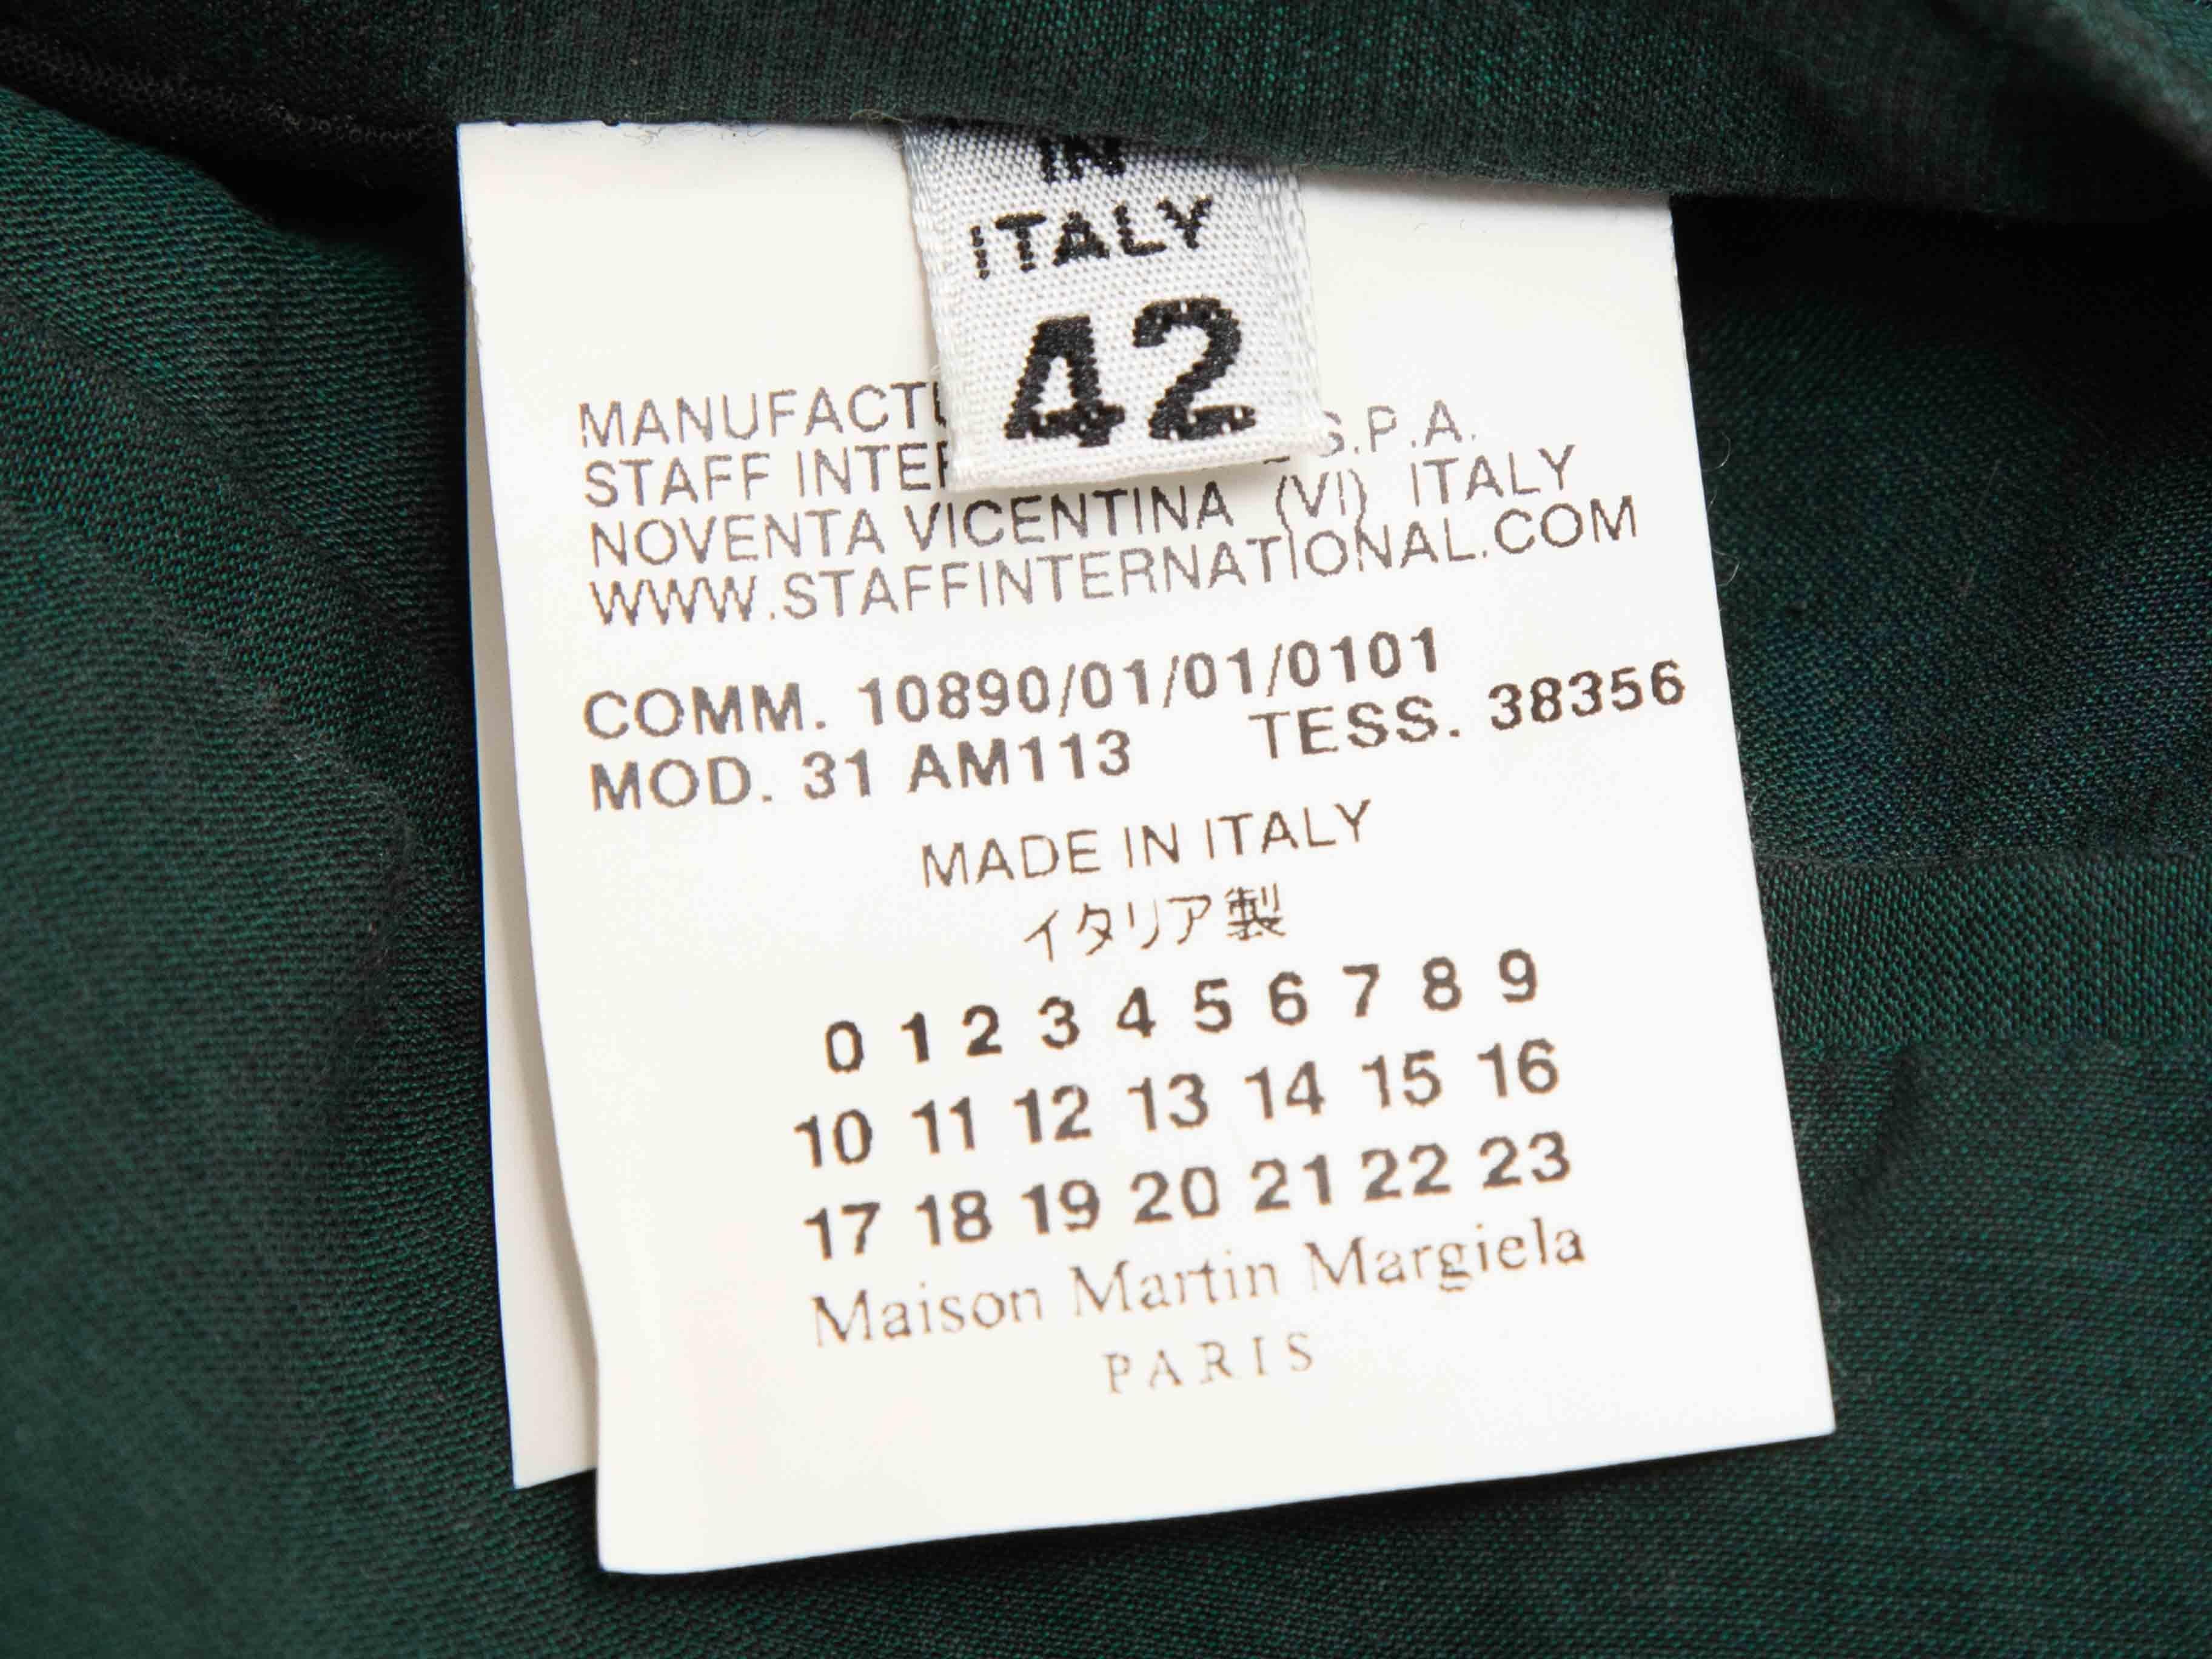 IN
ITALY
42
S.P.A.
STAFF
NOVENTA VICENTINA (VI) ITALY
WWW.STAFFINTERNATIONAL.COM
COMM. 10890/01/01/0101
MOD. 31 AM113 TESS. 38356
MADE IN ITALY
イタリア製
0 1 2 3 4 5 6 7 8 9
10 11 12 13 14 15 16
17 18 19 20 21 22 23
Maison Martin Margiela
PARIS